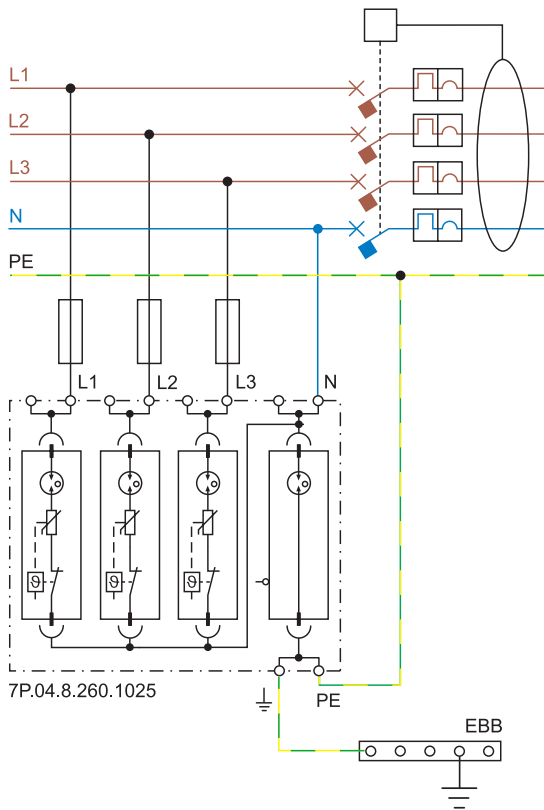 L1
L2
L3
N
PE
L1 L2 L3 N
ϑ ϑ ϑ
7P.04.8.260.1025
PE
EBB